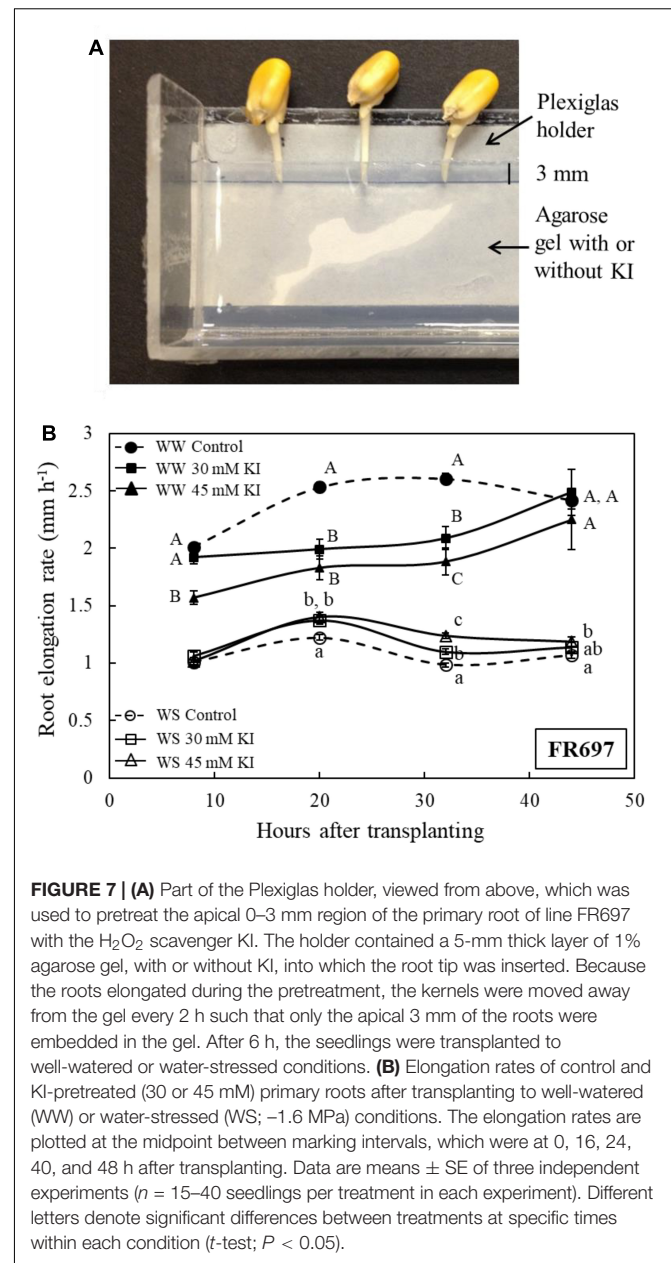 A
Plexiglas
holder
3 mm
Agarose
gel with or
without KI
B
Root elongation rate (mm h-1)
3
2.5
2
1.5
1
0.5
0
WW Control
WW 30 mM KI
WW 45 mM KI
A
A
B
A
B
B
A
B
C
A, A
A
b, b
a
c
b
a
b
ab
a
WS Control
WS 30 mM KI
WS 45 mM KI
FR697
0 10 20 30 40 50
Hours after transplanting
FIGURE 7 | (A) Part of the Plexiglas holder, viewed from above, which was
used to pretreat the apical 0–3 mm region of the primary root of line FR697
with the H2O2 scavenger KI. The holder contained a 5-mm thick layer of 1%
agarose gel, with or without KI, into which the root tip was inserted. Because
the roots elongated during the pretreatment, the kernels were moved away
from the gel every 2 h such that only the apical 3 mm of the roots were
embedded in the gel. After 6 h, the seedlings were transplanted to
well-watered or water-stressed conditions. (B) Elongation rates of control and
KI-pretreated (30 or 45 mM) primary roots after transplanting to well-watered
(WW) or water-stressed (WS; –1.6 MPa) conditions. The elongation rates are
plotted at the midpoint between marking intervals, which were at 0, 16, 24,
40, and 48 h after transplanting. Data are means ± SE of three independent
experiments (n = 15–40 seedlings per treatment in each experiment). Different
letters denote significant differences between treatments at specific times
within each condition (t-test; P < 0.05).